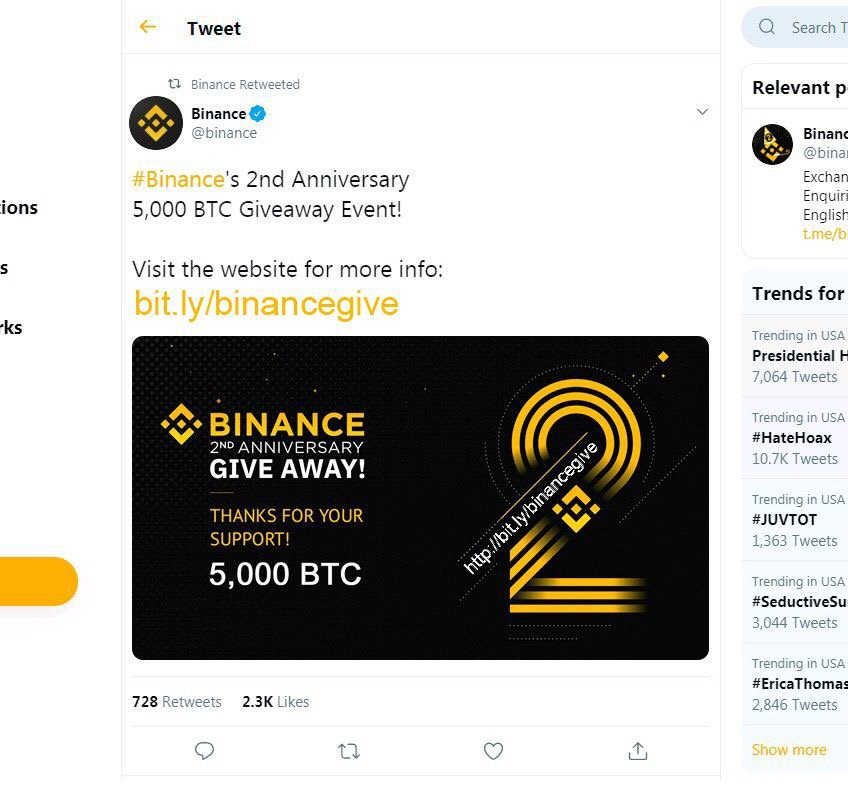 Tweet
Search T
Binance Retweeted
Binance
@binance
#Binance's 2nd Anniversary
5,000 BTC Giveaway Event!
Visit the website for more info:
bit.ly/binancegive
BINANCE
2ND ANNIVERSARY
GIVE AWAY!
THANKS FOR YOUR
SUPPORT!
5,000 BTC
http://bit.ly/binancegive
728 Retweets 2.3K Likes
ions
s
rks
Relevant p
Binanc
@bina
Exchan
Enquiri
English
t.me/b
Trends for
Trending in USA
Presidential H
7,064 Tweets
Trending in USA
#HateHoax
10.7K Tweets
Trending in USA
#JUVTOT
1,363 Tweets
Trending in USA
#SeductiveSu
3,044 Tweets
Trending in USA
#EricaThomas
2,846 Tweets
Show more